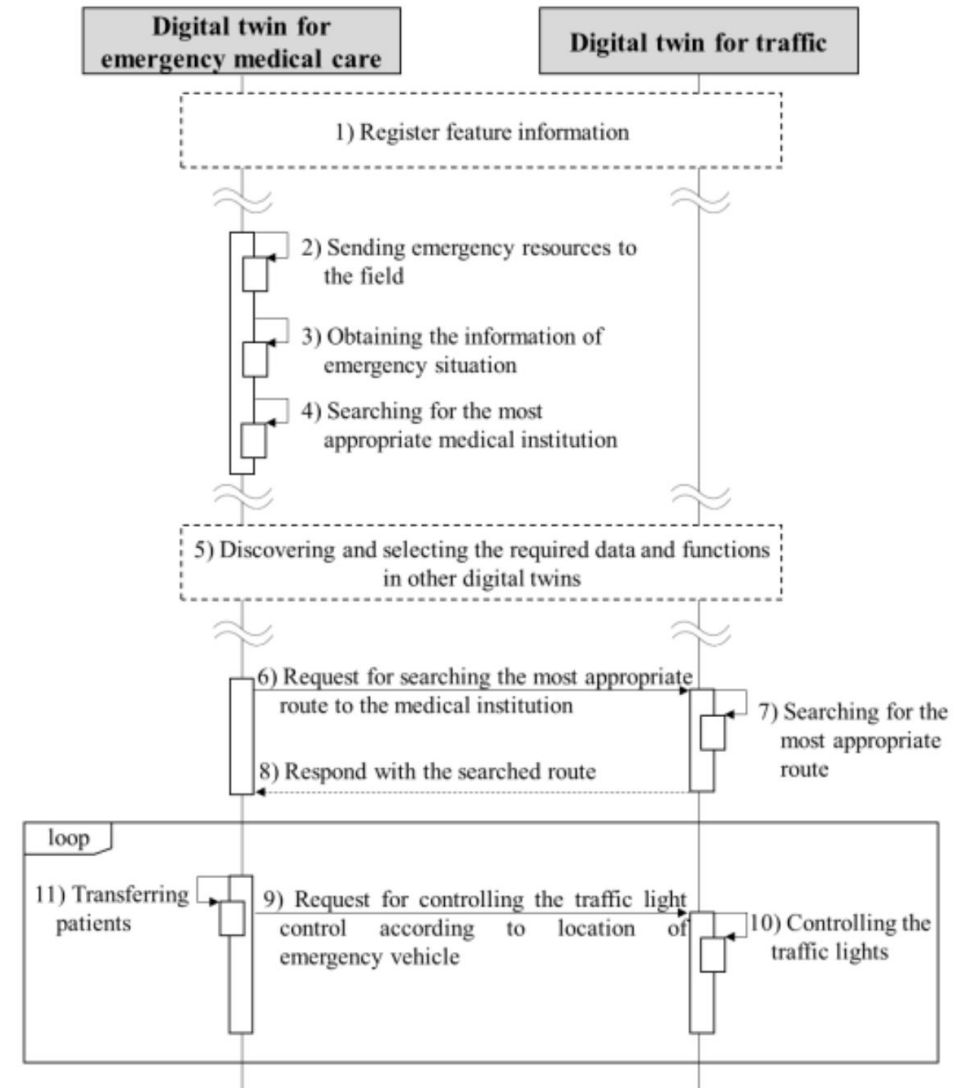 Digital twin for
emergency medical care
Digital twin for traffic
1) Register feature information
2) Sending emergency resources to
the field
3) Obtaining the information of
emergency situation
4) Searching for the most
appropriate medical institution
5) Discovering and selecting the required data and functions
in other digital twins
6) Request for searching the most appropriate
route to the medical institution
7) Searching for the
most appropriate
route
8) Respond with the searched route
loop
11) Transferring
patients
9) Request for controlling the traffic light
control according to location of
emergency vehicle
10) Controlling the
traffic lights